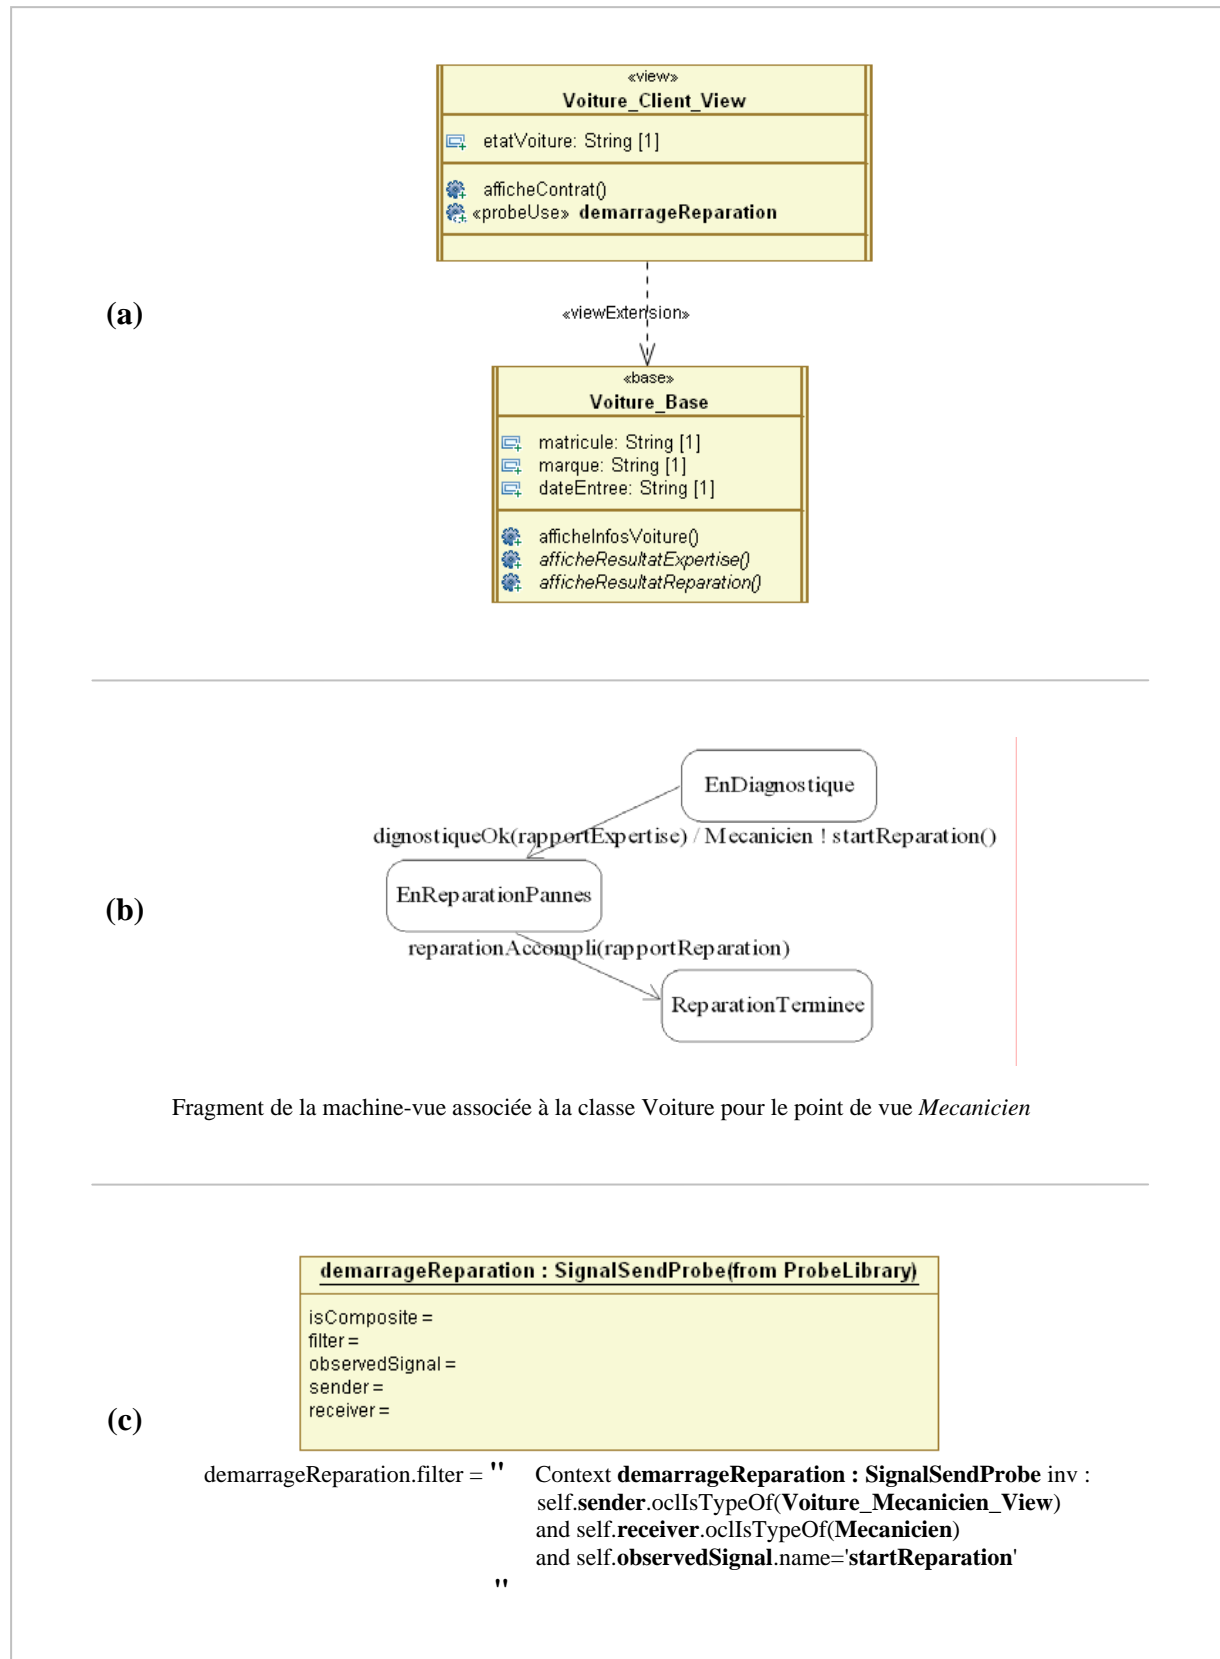 «view»
Voiture_Client_View
etatVoiture: String [1]
afficheContrat()
«probeUse» demarrageReparation
(a)
«viewExtension»
«base»
Voiture_Base
matricule: String [1]
marque: String [1]
dateEntree: String [1]
afficheInfosVoiture()
afficheResultatExpertise()
afficheResultatReparation()
EnDiagnostique
dignostiqueOk(rapportExpertise) / Mecanicien ! startReparation()
(b)
EnReparationPannes
reparationAccompli(rapportReparation)
ReparationTerminee
Fragment de la machine-vue associée à la classe Voiture pour le point de vue Mecanicien
demarrageReparation : SignalSendProbe(from ProbeLibrary)
isComposite =
filter =
observedSignal =
sender =
receiver =
(c)
demarrageReparation.filter = " Context demarrageReparation : SignalSendProbe inv :
self.sender.oclIsTypeOf(Voiture_Mecanicien_View)
and self.receiver.oclIsTypeOf(Mecanicien)
and self.observedSignal.name='startReparation'
"